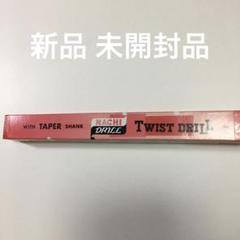 新品 未開封品
WITH TAPER SHANK NACHI DRILL TWIST DRILL